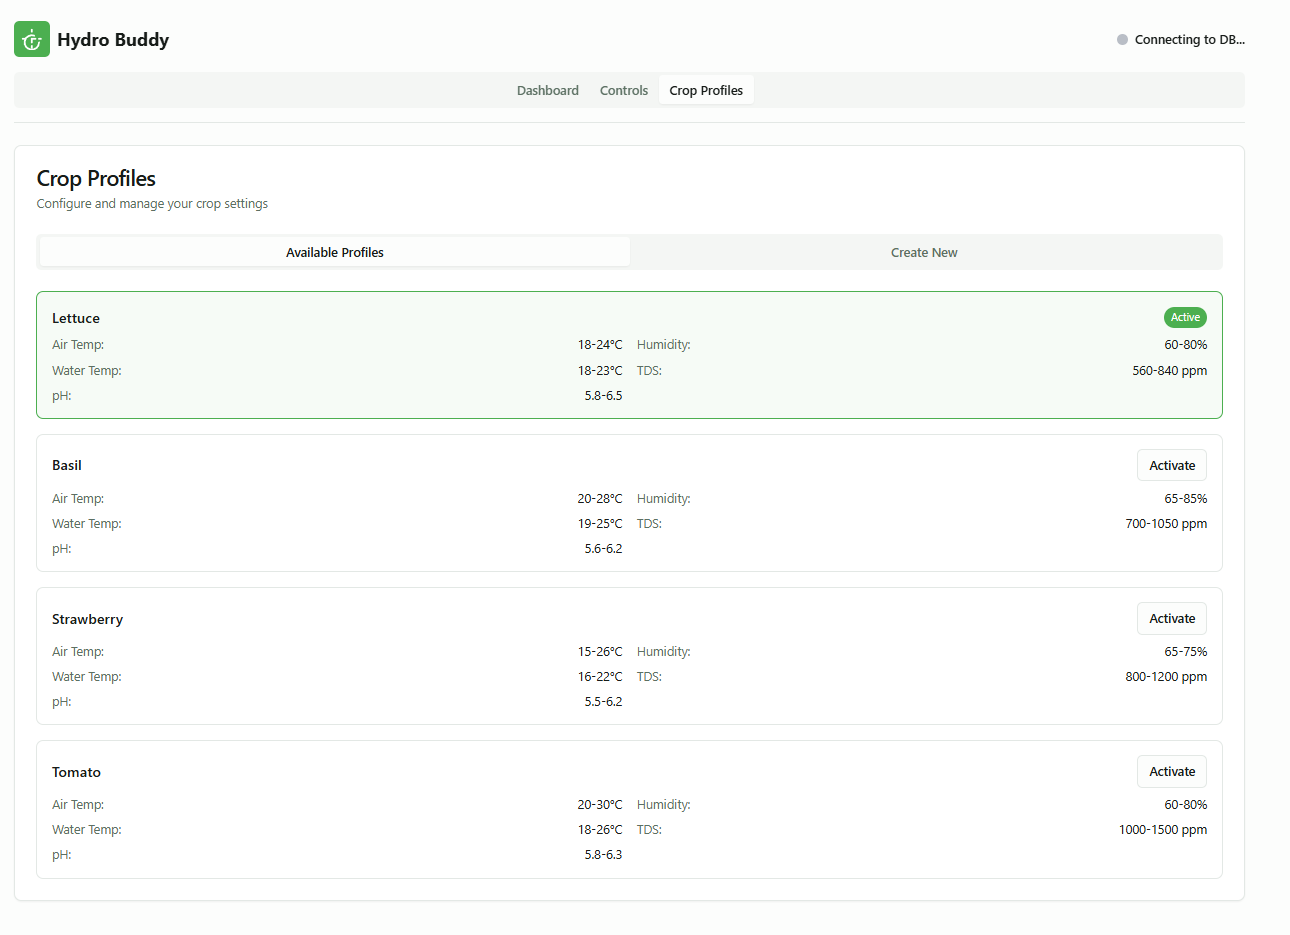 Hydro Buddy
Connecting to DB...
Dashboard Controls Crop Profiles
Crop Profiles
Configure and manage your crop settings
Available Profiles Create New
Lettuce Active
Air Temp: 18-24°C Humidity: 60-80%
Water Temp: 18-23°C TDS: 560-840 ppm
pH: 5.8-6.5
Basil Activate
Air Temp: 20-28°C Humidity: 65-85%
Water Temp: 19-25°C TDS: 700-1050 ppm
pH: 5.6-6.2
Strawberry Activate
Air Temp: 15-26°C Humidity: 65-75%
Water Temp: 16-22°C TDS: 800-1200 ppm
pH: 5.5-6.2
Tomato Activate
Air Temp: 20-30°C Humidity: 60-80%
Water Temp: 18-26°C TDS: 1000-1500 ppm
pH: 5.8-6.3